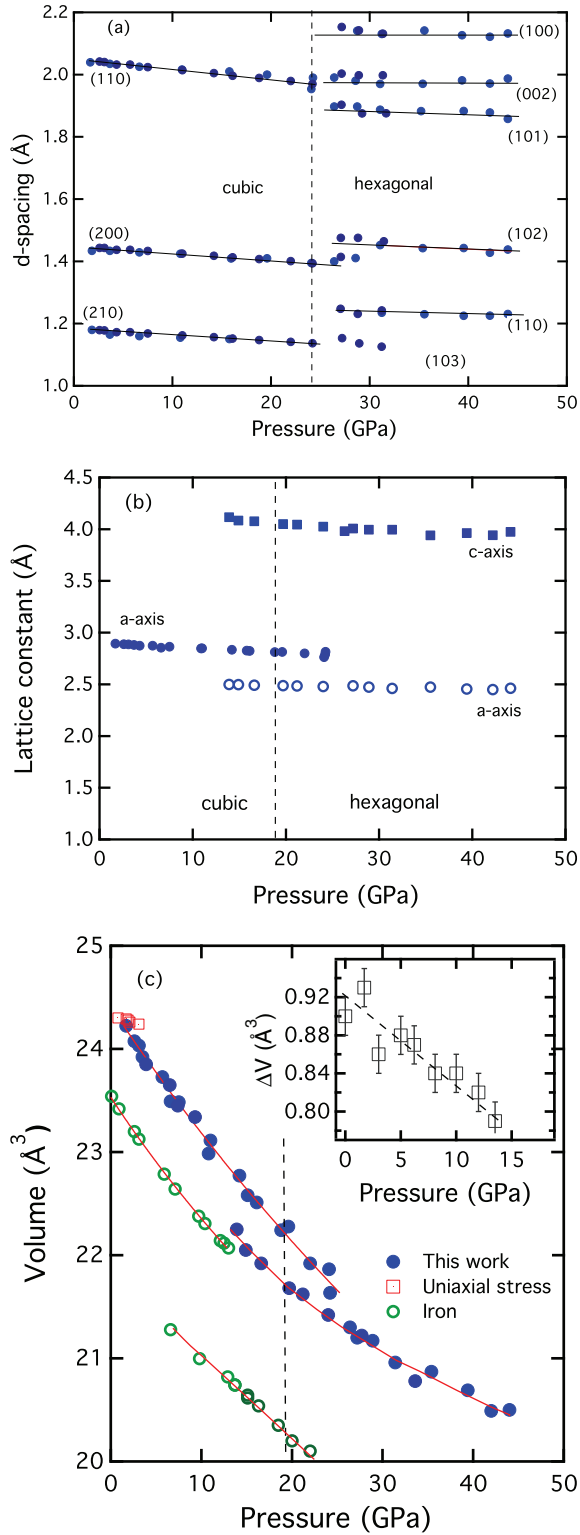 (a)
2.2
2.0
1.8
1.6
1.4
1.2
1.0
d-spacing (Å)
(110)
(200)
(210)
cubic
hexagonal
(100)
(002)
(101)
(102)
(110)
(103)
0 10 20 30 40 50
Pressure (GPa)
(b)
4.5
4.0
3.5
3.0
2.5
2.0
1.5
1.0
Lattice constant (Å)
c-axis
a-axis
a-axis
cubic
hexagonal
0 10 20 30 40 50
Pressure (GPa)
(c)
25
24
23
22
21
20
Volume (Å³)
0.92
0.88
0.84
0.80
ΔV (Å³)
0 5 10 15
Pressure (GPa)
This work
Uniaxial stress
Iron
0 10 20 30 40 50
Pressure (GPa)